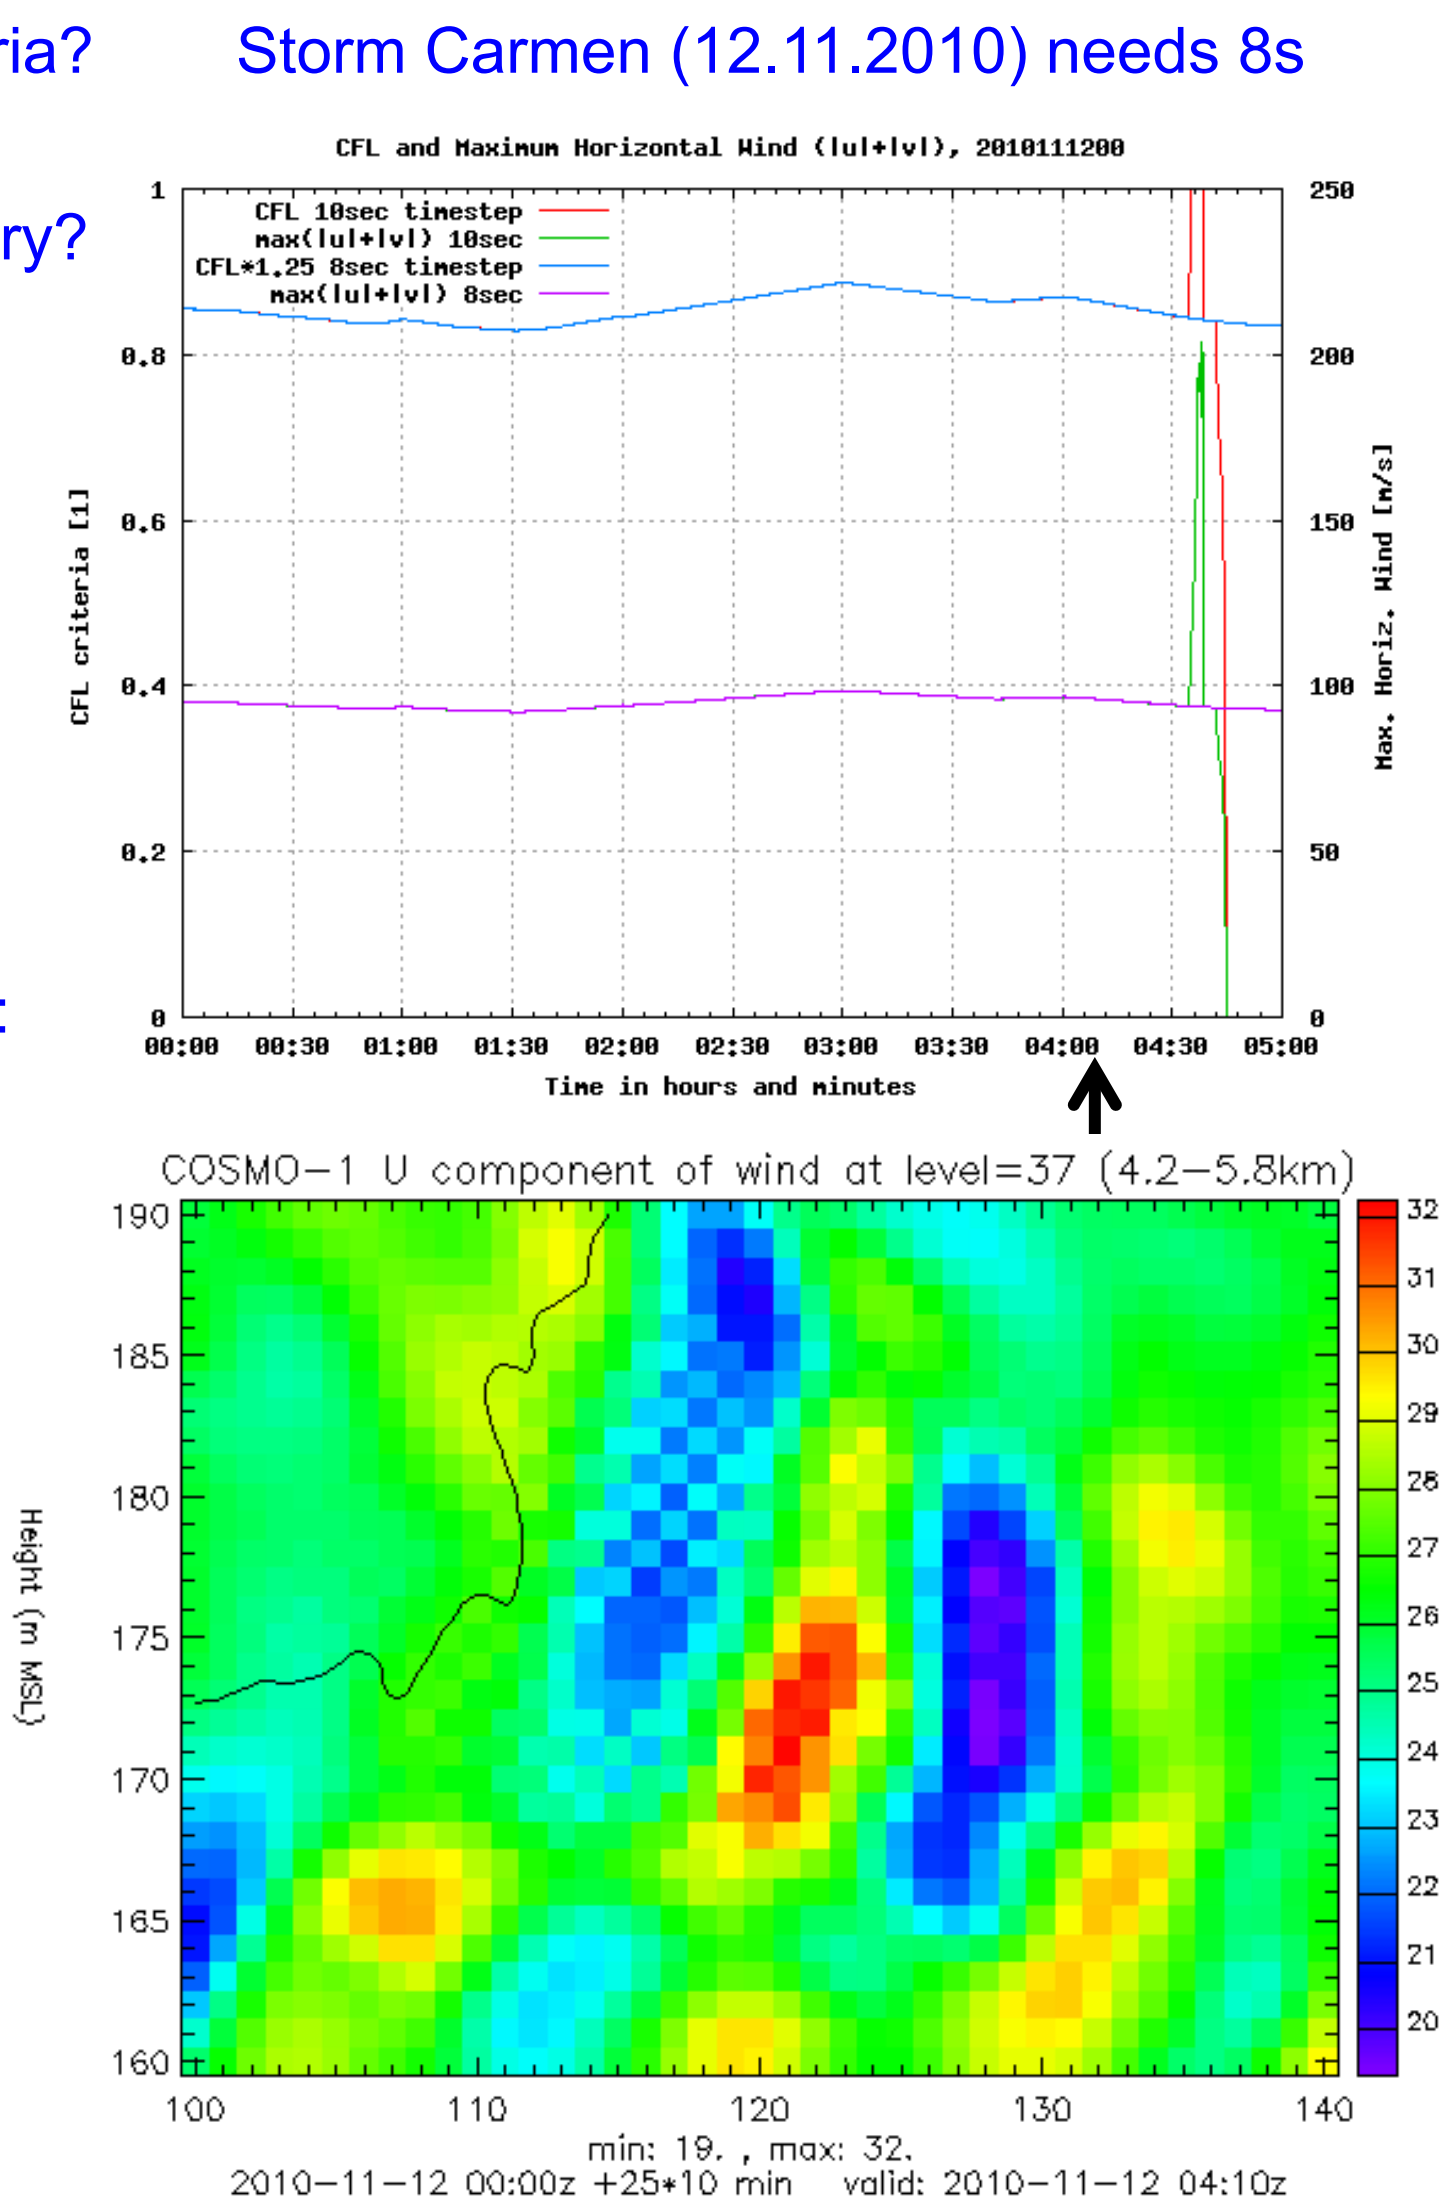 ria? Storm Carmen (12.11.2010) needs 8s
ry?
:
CFL and Maximum Horizontal Wind (|u|+|v|), 2010111200
CFL 10sec timestep
max(|u|+|v|) 10sec
CFL*1.25 8sec timestep
max(|u|+|v|) 8sec
1
0.8
0.6
0.4
0.2
0
CFL criteria [1]
250
200
150
100
50
0
Max. Horiz. Wind [m/s]
00:00 00:30 01:00 01:30 02:00 02:30 03:00 03:30 04:00 04:30 05:00
Time in hours and minutes
COSMO-1 U component of wind at level=37 (4.2-5.8km)
190
185
180
175
170
165
160
Height (m MSL)
32
31
30
29
28
27
26
25
24
23
22
21
20
100 110 120 130 140
min: 19. , max: 32.
2010-11-12 00:00z +25*10 min valid: 2010-11-12 04:10z